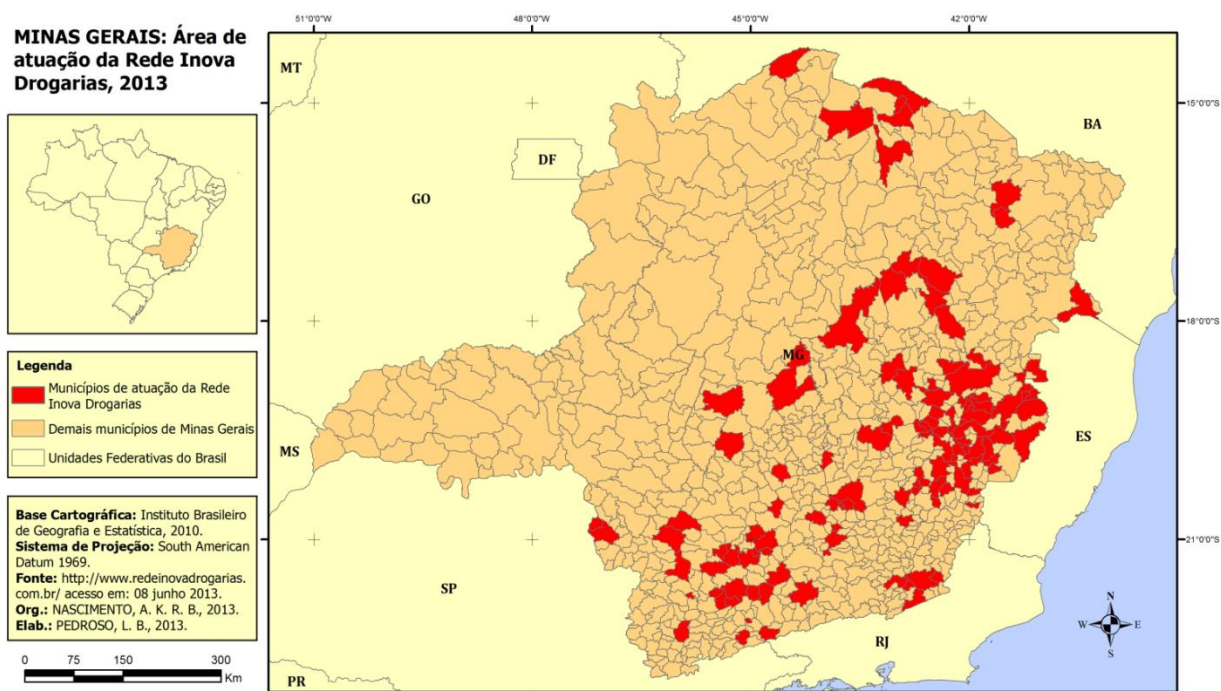 MINAS GERAIS: Área de
atuação da Rede Inova
Drogarias, 2013
51°0'0"W
48°0'0"W
45°0'0"W
42°0'0"W
MT
DF
GO
BA
15°0'0"S
MG
18°0'0"S
MS
ES
21°0'0"S
SP
RJ
PR
Legenda
Municípios de atuação da Rede
Inova Drogarias
Demais municípios de Minas Gerais
Unidades Federativas do Brasil
Base Cartográfica: Instituto Brasileiro
de Geografia e Estatística, 2010.
Sistema de Projeção: South American
Datum 1969.
Fonte: http://www.redeinovadrogarias.
com.br/ acesso em: 08 junho 2013.
Org.: NASCIMENTO, A. K. R. B., 2013.
Elab.: PEDROSO, L. B., 2013.
0 75 150 300
Km
N
W E
S